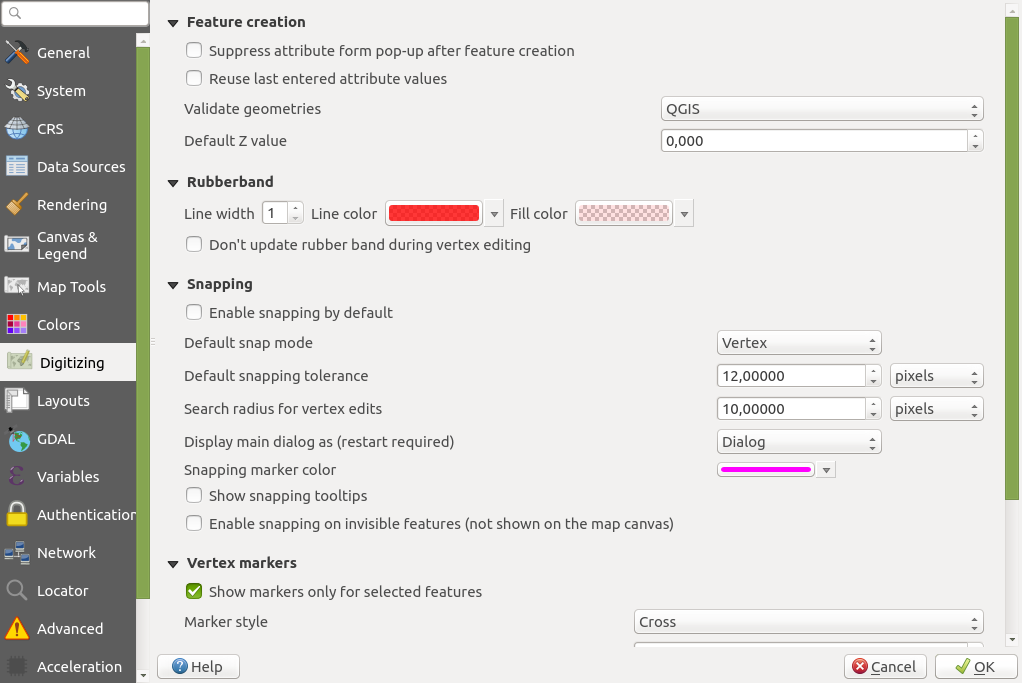 General
System
CRS
Data Sources
Rendering
Canvas &
Legend
Map Tools
Colors
Digitizing
Layouts
GDAL
Variables
Authentication
Network
Locator
Advanced
Acceleration
Feature creation
Suppress attribute form pop-up after feature creation
Reuse last entered attribute values
Validate geometries QGIS
Default Z value 0,000
Rubberband
Line width 1 Line color Fill color
Don't update rubber band during vertex editing
Snapping
Enable snapping by default
Default snap mode Vertex
Default snapping tolerance 12,00000 pixels
Search radius for vertex edits 10,00000 pixels
Display main dialog as (restart required) Dialog
Snapping marker color
Show snapping tooltips
Enable snapping on invisible features (not shown on the map canvas)
Vertex markers
Show markers only for selected features
Marker style Cross
Help Cancel OK